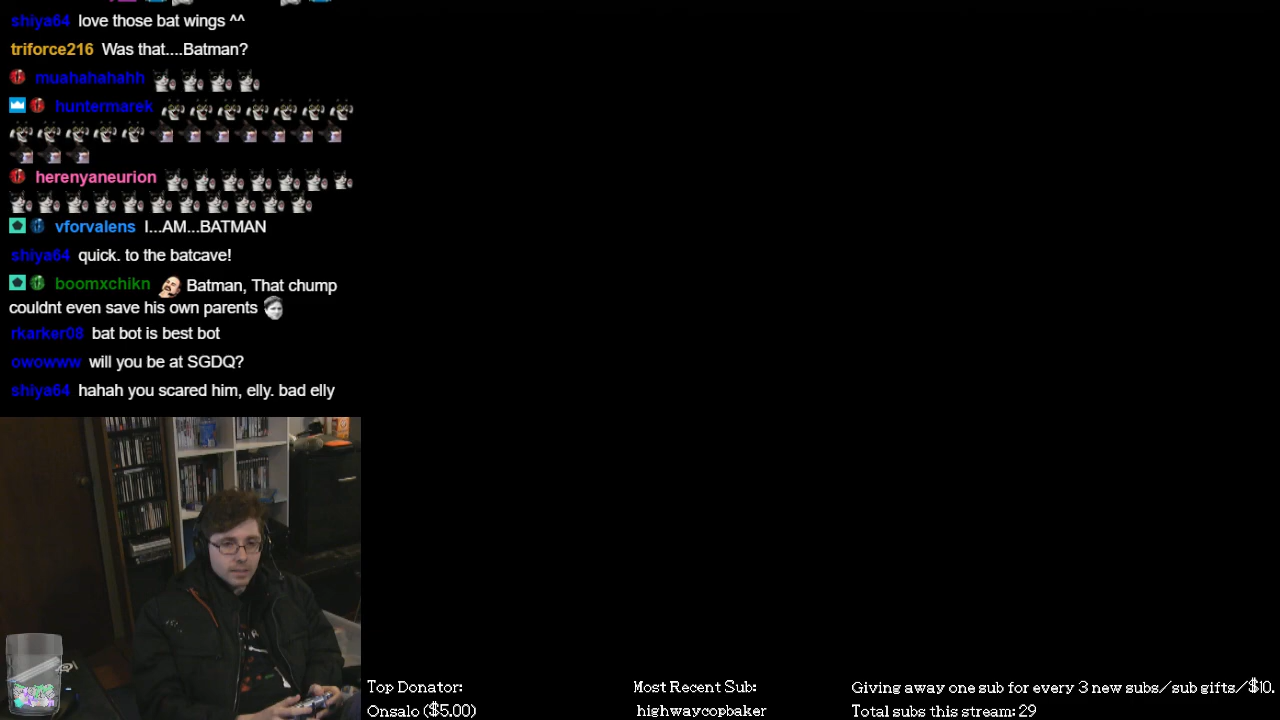 shiya64 love those bat wings ^^
triforce216 Was that....Batman?
muahahahahh
huntermarek
herenyaneurion
vforvalens I...AM...BATMAN
shiya64 quick. to the batcave!
boomxchikn Batman, That chump
couldnt even save his own parents
rkarker08 bat bot is best bot
owowww will you be at SGDQ?
shiya64 hahah you scared him, elly. bad elly
Top Donator:
Onsalo ($5.00)
Most Recent Sub:
highwaycopbaker
Giving away one sub for every 3 new subs/sub gifts/$10.
Total subs this stream: 29